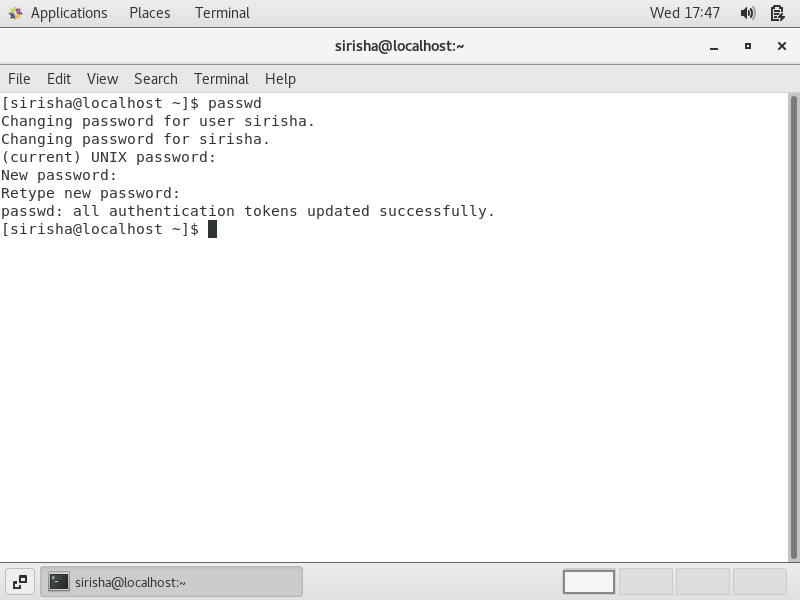 Applications Places Terminal Wed 17:47
sirisha@localhost:~
File Edit View Search Terminal Help
[sirisha@localhost ~]$ passwd
Changing password for user sirisha.
Changing password for sirisha.
(current) UNIX password:
New password:
Retype new password:
passwd: all authentication tokens updated successfully.
[sirisha@localhost ~]$
sirisha@localhost:~